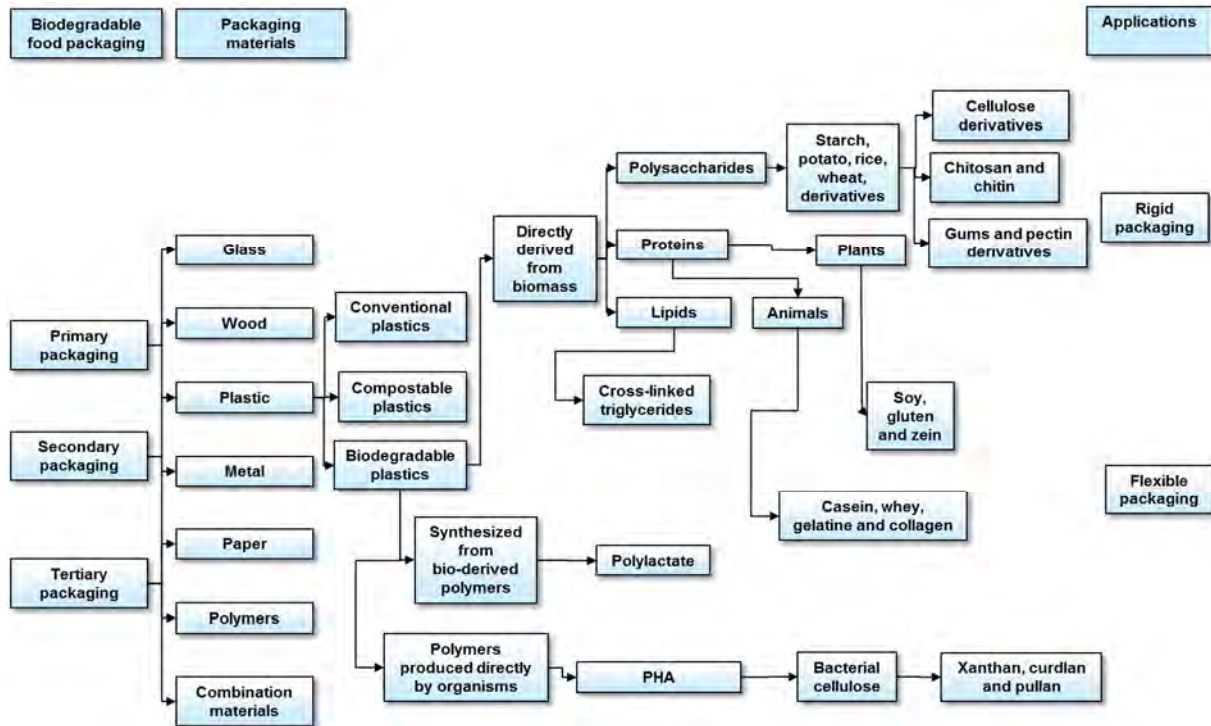 Biodegradable
food packaging
Packaging
materials
Applications
Cellulose
derivatives
Starch,
potato, rice,
wheat,
derivatives
Polysaccharides
Chitosan and
chitin
Rigid
packaging
Directly
derived
from
biomass
Gums and pectin
derivatives
Glass
Proteins
Plants
Wood
Conventional
plastics
Lipids
Animals
Primary
packaging
Plastic
Compostable
plastics
Cross-linked
triglycerides
Soy,
gluten
and zein
Secondary
packaging
Metal
Biodegradable
plastics
Flexible
packaging
Casein, whey,
gelatine and collagen
Paper
Synthesized
from
bio-derived
polymers
Polylactate
Tertiary
packaging
Polymers
Polymers
produced directly
by organisms
PHA
Bacterial
cellulose
Xanthan, curdlan
and pullan
Combination
materials